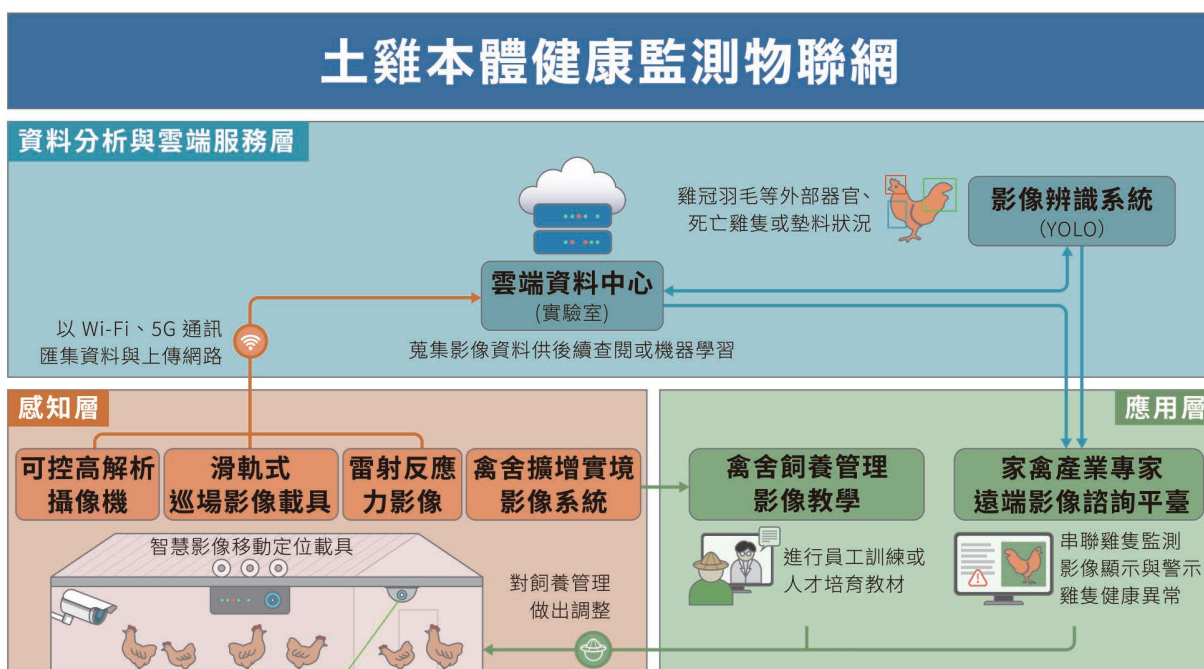 土雞本體健康監測物聯網
資料分析與雲端服務層
雞冠羽毛等外部器官、
死亡雞隻或墊料狀況
影像辨識系統
(YOLO)
雲端資料中心
(實驗室)
蒐集影像資料供後續查閱或機器學習
以 Wi-Fi、5G 通訊
匯集資料與上傳網路
感知層
可控高解析
攝像機
滑軌式
巡場影像載具
雷射反應
力影像
禽舍擴增實境
影像系統
智慧影像移動定位載具
對飼養管理
做出調整
應用層
禽舍飼養管理
影像教學
進行員工訓練或
人才培育教材
家禽產業專家
遠端影像諮詢平臺
串聯雞隻監測
影像顯示與警示
雞隻健康異常